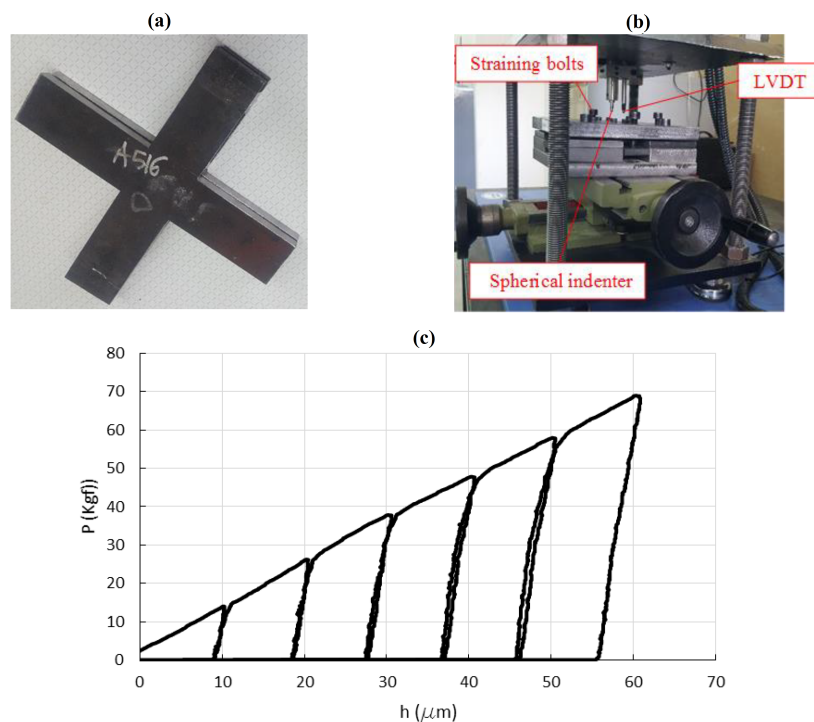 (a)
(b)
A516
Straining bolts
LVDT
Spherical indenter
(c)
80
70
60
50
40
30
20
10
0
P (Kgf))
0 10 20 30 40 50 60 70
h (μm)